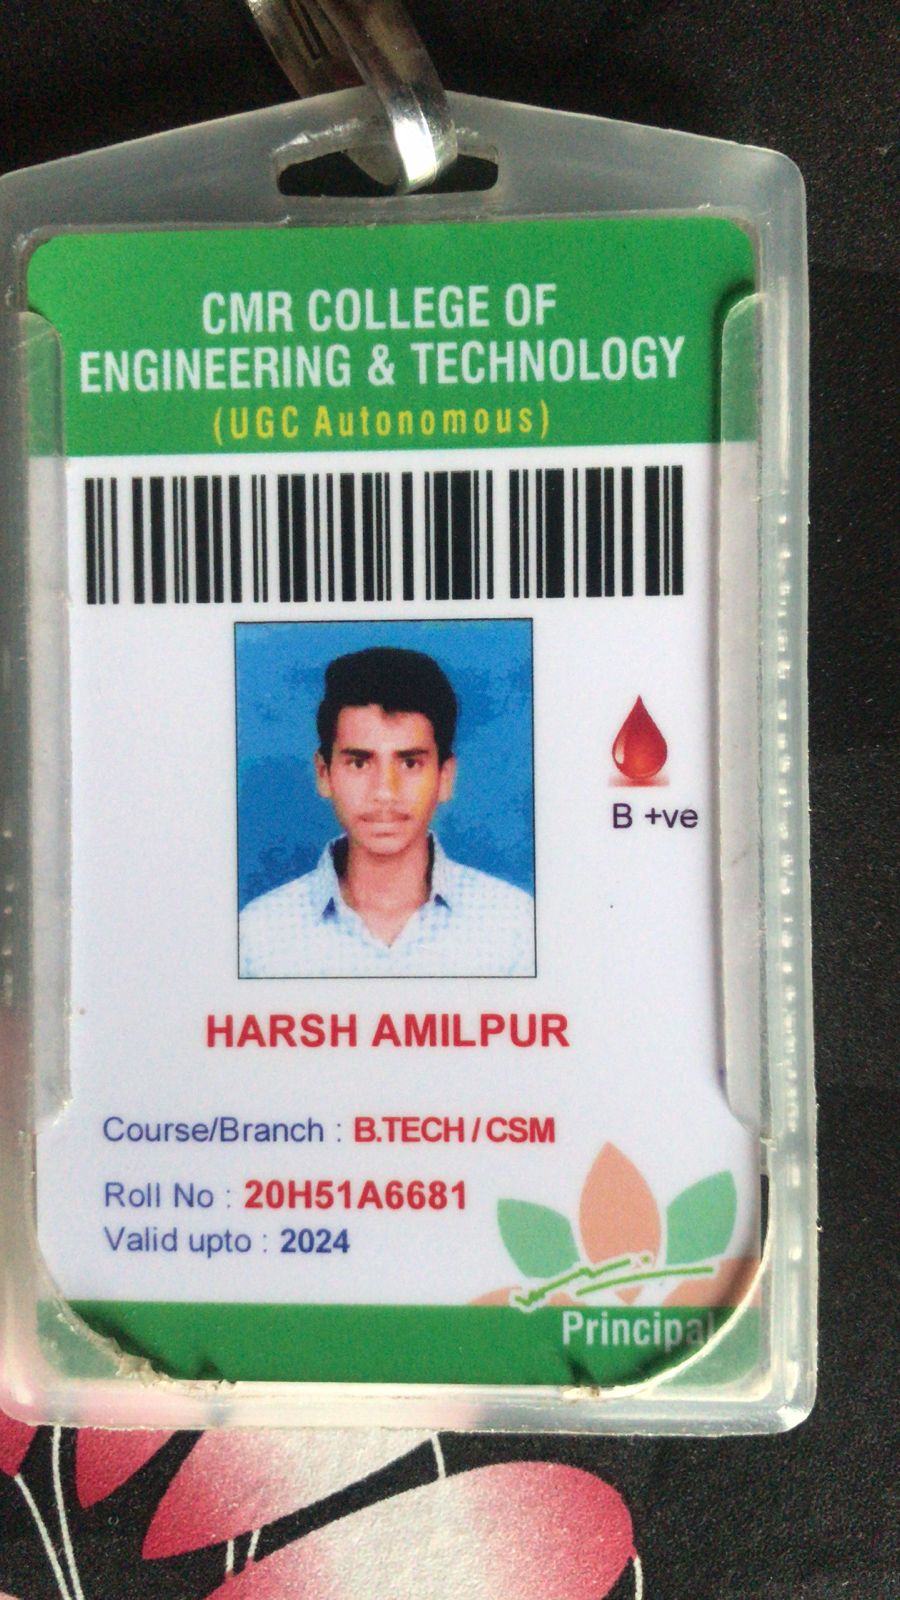 CMR COLLEGE OF
ENGINEERING & TECHNOLOGY
(UGC Autonomous)
B +ve
HARSH AMILPUR
Course/Branch : B.TECH / CSM
Roll No : 20H51A6681
Valid upto : 2024
Principal